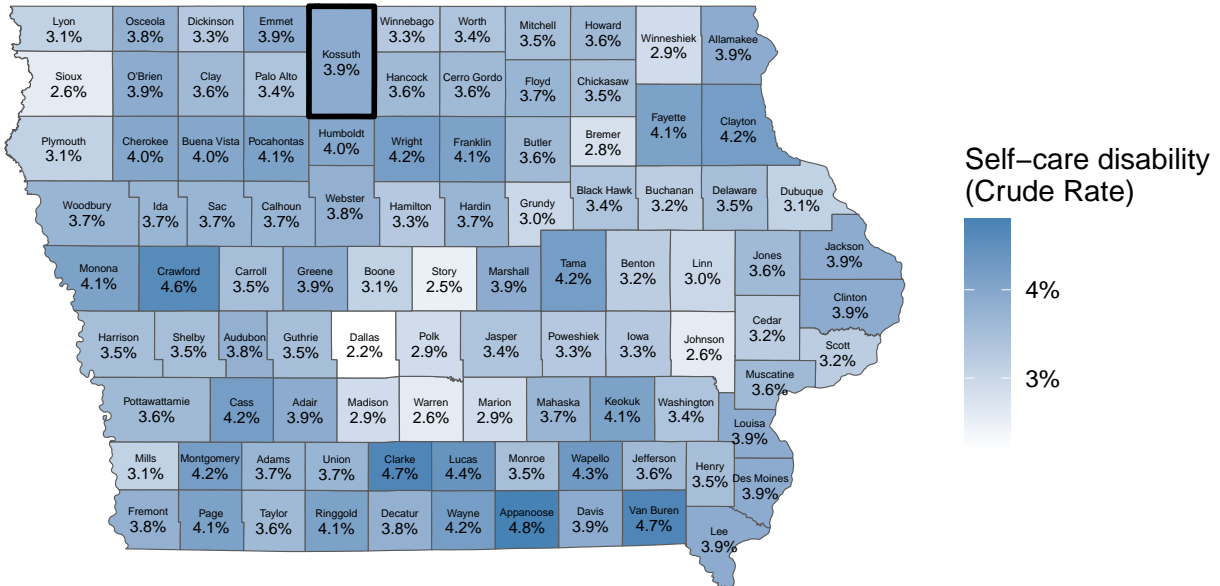 Lyon
3.1%
Osceola
3.8%
Dickinson
3.3%
Emmet
3.9%
Kossuth
3.9%
Winnebago
3.3%
Worth
3.4%
Mitchell
3.5%
Howard
3.6%
Winneshiek
2.9%
Allamakee
3.9%
Sioux
2.6%
O'Brien
3.9%
Clay
3.6%
Palo Alto
3.4%
Hancock
3.6%
Cerro Gordo
3.6%
Floyd
3.7%
Chickasaw
3.5%
Fayette
4.1%
Clayton
4.2%
Plymouth
3.1%
Cherokee
4.0%
Buena Vista
4.0%
Pocahontas
4.1%
Humboldt
4.0%
Wright
4.2%
Franklin
4.1%
Butler
3.6%
Bremer
2.8%
Woodbury
3.7%
Ida
3.7%
Sac
3.7%
Calhoun
3.7%
Webster
3.8%
Hamilton
3.3%
Hardin
3.7%
Grundy
3.0%
Black Hawk
3.4%
Buchanan
3.2%
Delaware
3.5%
Dubuque
3.1%
Monona
4.1%
Crawford
4.6%
Carroll
3.5%
Greene
3.9%
Boone
3.1%
Story
2.5%
Marshall
3.9%
Tama
4.2%
Benton
3.2%
Linn
3.0%
Jones
3.6%
Jackson
3.9%
Clinton
3.9%
Harrison
3.5%
Shelby
3.5%
Audubon
3.8%
Guthrie
3.5%
Dallas
2.2%
Polk
2.9%
Jasper
3.4%
Poweshiek
3.3%
Iowa
3.3%
Johnson
2.6%
Cedar
3.2%
Scott
3.2%
Muscatine
3.6%
Pottawattamie
3.6%
Cass
4.2%
Adair
3.9%
Madison
2.9%
Warren
2.6%
Marion
2.9%
Mahaska
3.7%
Keokuk
4.1%
Washington
3.4%
Louisa
3.9%
Mills
3.1%
Montgomery
4.2%
Adams
3.7%
Union
3.7%
Clarke
4.7%
Lucas
4.4%
Monroe
3.5%
Wapello
4.3%
Jefferson
3.6%
Henry
3.5%
Des Moines
3.9%
Fremont
3.8%
Page
4.1%
Taylor
3.6%
Ringgold
4.1%
Decatur
3.8%
Wayne
4.2%
Appanoose
4.8%
Davis
3.9%
Van Buren
4.7%
Lee
3.9%
Self−care disability
(Crude Rate)
4%
3%